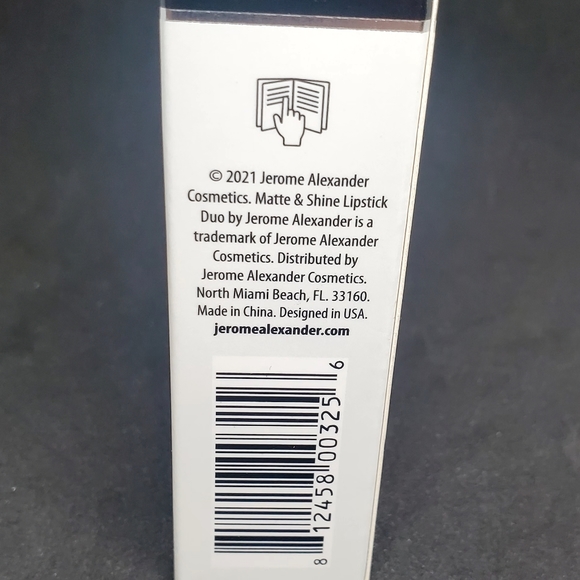 © 2021 Jerome Alexander
Cosmetics. Matte & Shine Lipstick
Duo by Jerome Alexander is a
trademark of Jerome Alexander
Cosmetics. Distributed by
Jerome Alexander Cosmetics.
North Miami Beach, FL. 33160.
Made in China. Designed in USA.
jeromealexander.com
8 12458 00325 6